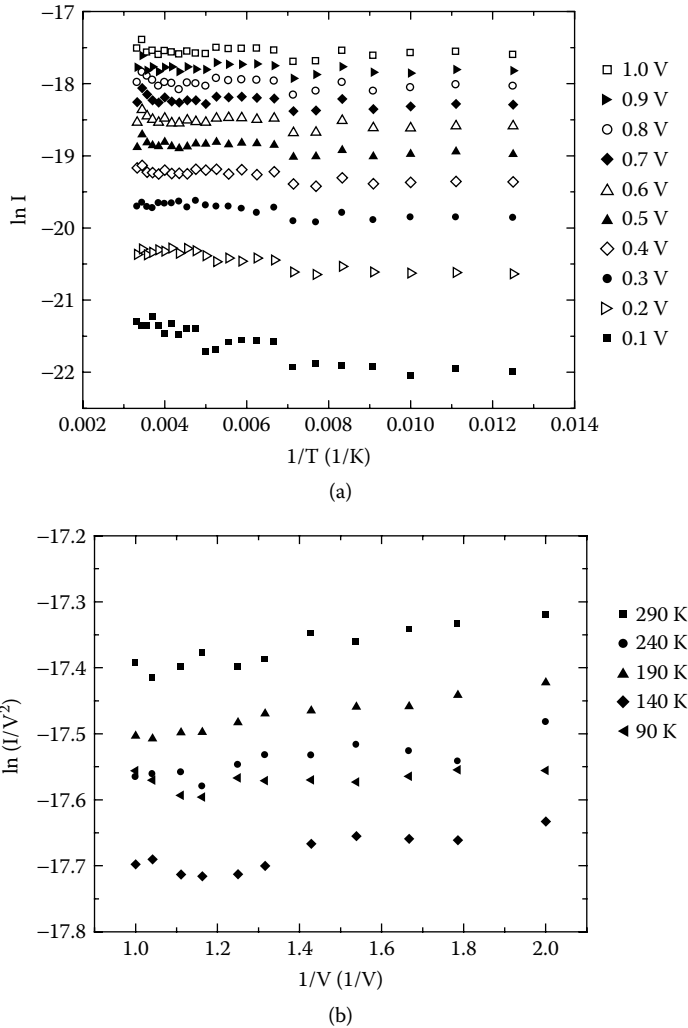 −17
−18
−19
−20
−21
−22
ln I
0.002 0.004 0.006 0.008 0.010 0.012 0.014
1/T (1/K)
1.0 V
0.9 V
0.8 V
0.7 V
0.6 V
0.5 V
0.4 V
0.3 V
0.2 V
0.1 V
(a)
−17.2
−17.3
−17.4
−17.5
−17.6
−17.7
−17.8
ln (I/V²)
1.0 1.2 1.4 1.6 1.8 2.0
1/V (1/V)
290 K
240 K
190 K
140 K
90 K
(b)